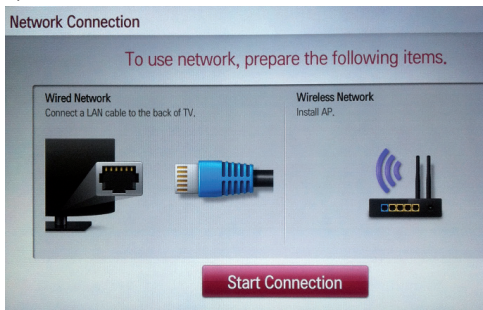 Network Connection
To use network, prepare the following items.
Wired Network
Connect a LAN cable to the back of TV.
Wireless Network
Install AP.
Start Connection